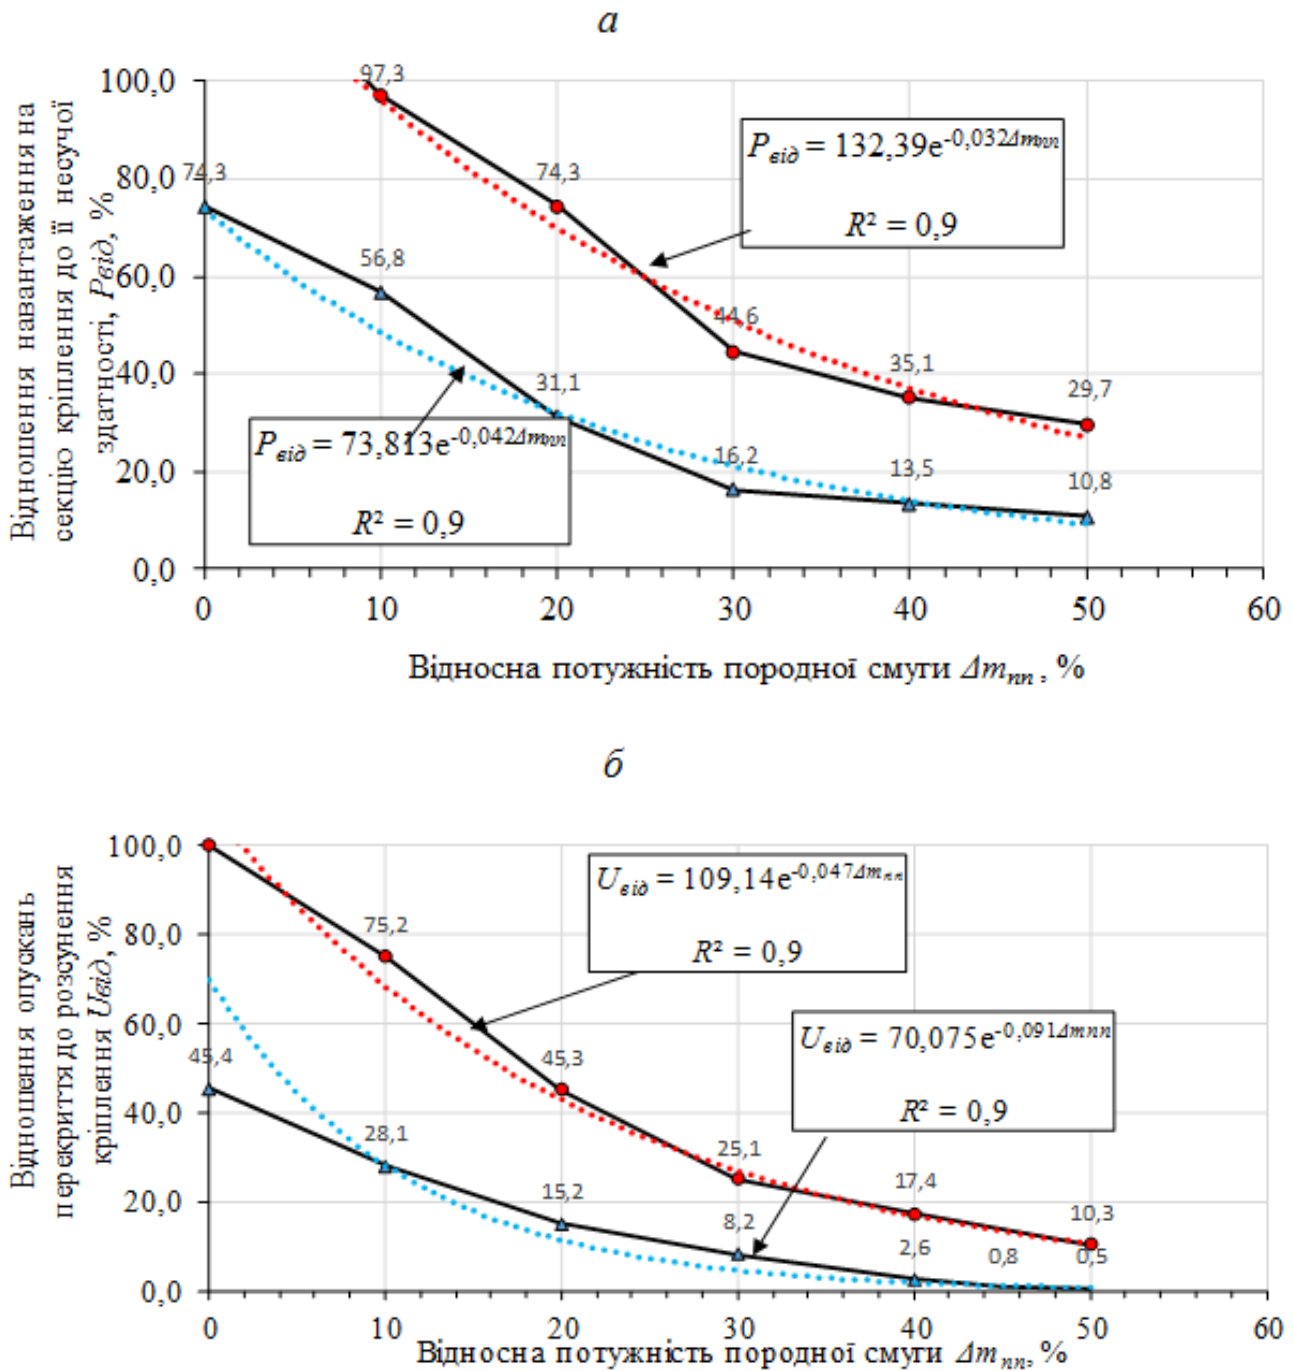 а
Відношення навантаження на
секцію кріплення до її несучої
здатності, Pвід, %
100,0
80,0
60,0
40,0
20,0
0,0
97,3
74,3
44,6
35,1
29,7
74,3
56,8
31,1
16,2
13,5
10,8
Pвід = 132,39e-0,032Δmпп
R² = 0,9
Pвід = 73,813e-0,042Δmпп
R² = 0,9
0 10 20 30 40 50 60
Відносна потужність породної смуги Δmпп, %
б
Відношення опускань
перекриття до розсунення
кріплення Uвід, %
100,0
80,0
60,0
40,0
20,0
0,0
75,2
45,3
25,1
17,4
10,3
45,4
28,1
15,2
8,2
2,6
0,8
0,5
Uвід = 109,14e-0,047Δmпп
R² = 0,9
Uвід = 70,075e-0,091Δmпп
R² = 0,9
0 10 20 30 40 50 60
Відносна потужність породної смуги Δmпп, %